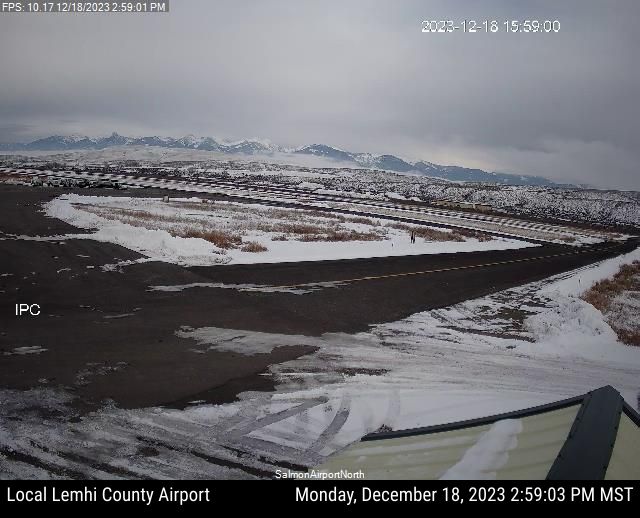 FPS: 10.17 12/18/2023 2:59:01 PM
2023-12-18 15:59:00
IPC
SalmonAirportNorth
Local Lemhi County Airport
Monday, December 18, 2023 2:59:03 PM MST